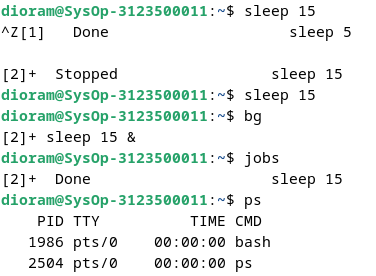 dioram@SysOp-3123500011:~$ sleep 15
^Z[1]   Done                    sleep 5

[2]+  Stopped                 sleep 15
dioram@SysOp-3123500011:~$ sleep 15
dioram@SysOp-3123500011:~$ bg
[2]+ sleep 15 &
dioram@SysOp-3123500011:~$ jobs
[2]+  Done                    sleep 15
dioram@SysOp-3123500011:~$ ps
    PID TTY          TIME CMD
   1986 pts/0    00:00:00 bash
   2504 pts/0    00:00:00 ps